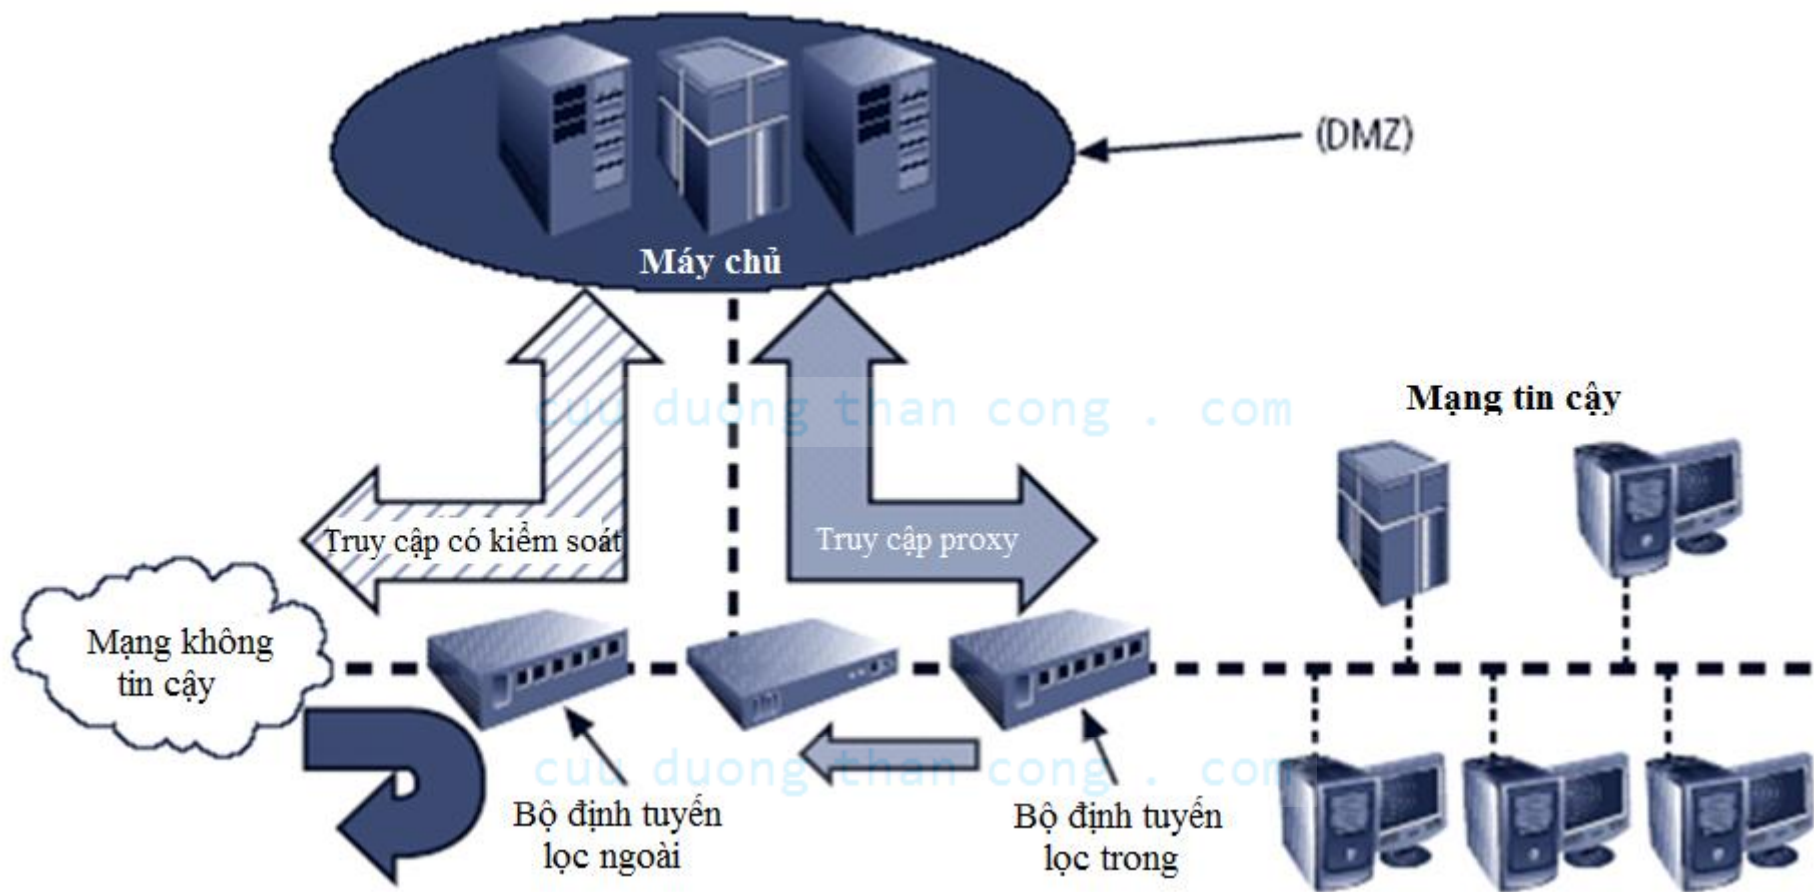 (DMZ)
Máy chủ
cuu duong than cong . com
Mạng tin cậy
Truy cập có kiểm soát
Truy cập proxy
Mạng không
tin cậy
cuu duong than cong . com
Bộ định tuyến
lọc ngoài
Bộ định tuyến
lọc trong